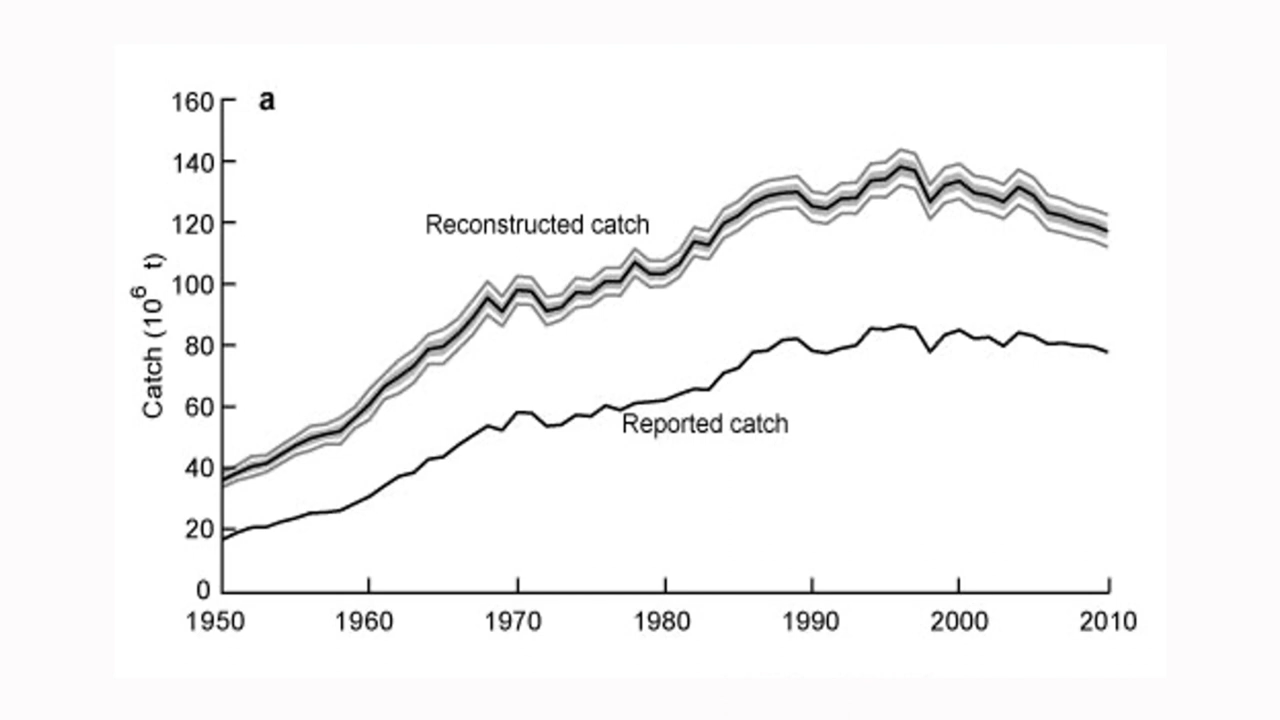 a
160
140
120
100
80
60
40
20
0
Catch (10⁶ t)
Reconstructed catch
Reported catch
1950 1960 1970 1980 1990 2000 2010